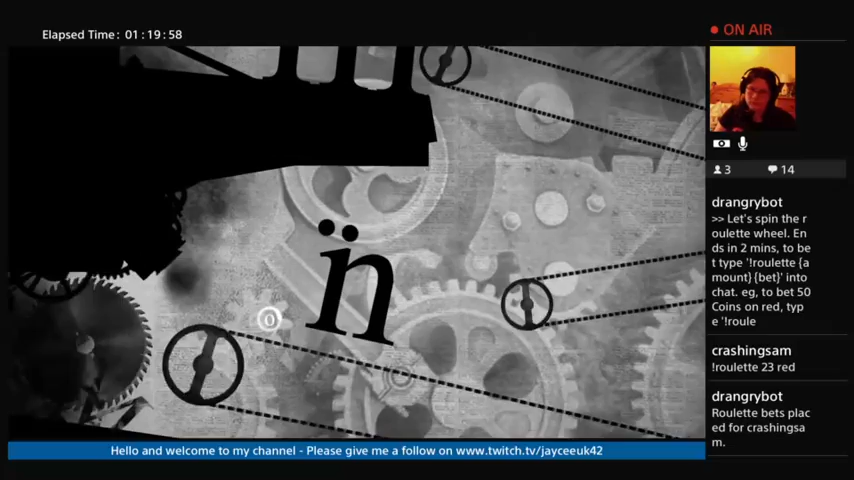 Elapsed Time: 01:19:58
ON AIR
3
14
drangrybot
>> Let's spin the r
oulette wheel. En
ds in 2 mins, to be
t type '!roulette {a
mount} {bet}' into
chat. eg, to bet 50
Coins on red, typ
e '!roule
crashingsam
!roulette 23 red
drangrybot
Roulette bets plac
ed for crashingsa
m.
n̈
o
Hello and welcome to my channel - Please give me a follow on www.twitch.tv/jayceeuk42